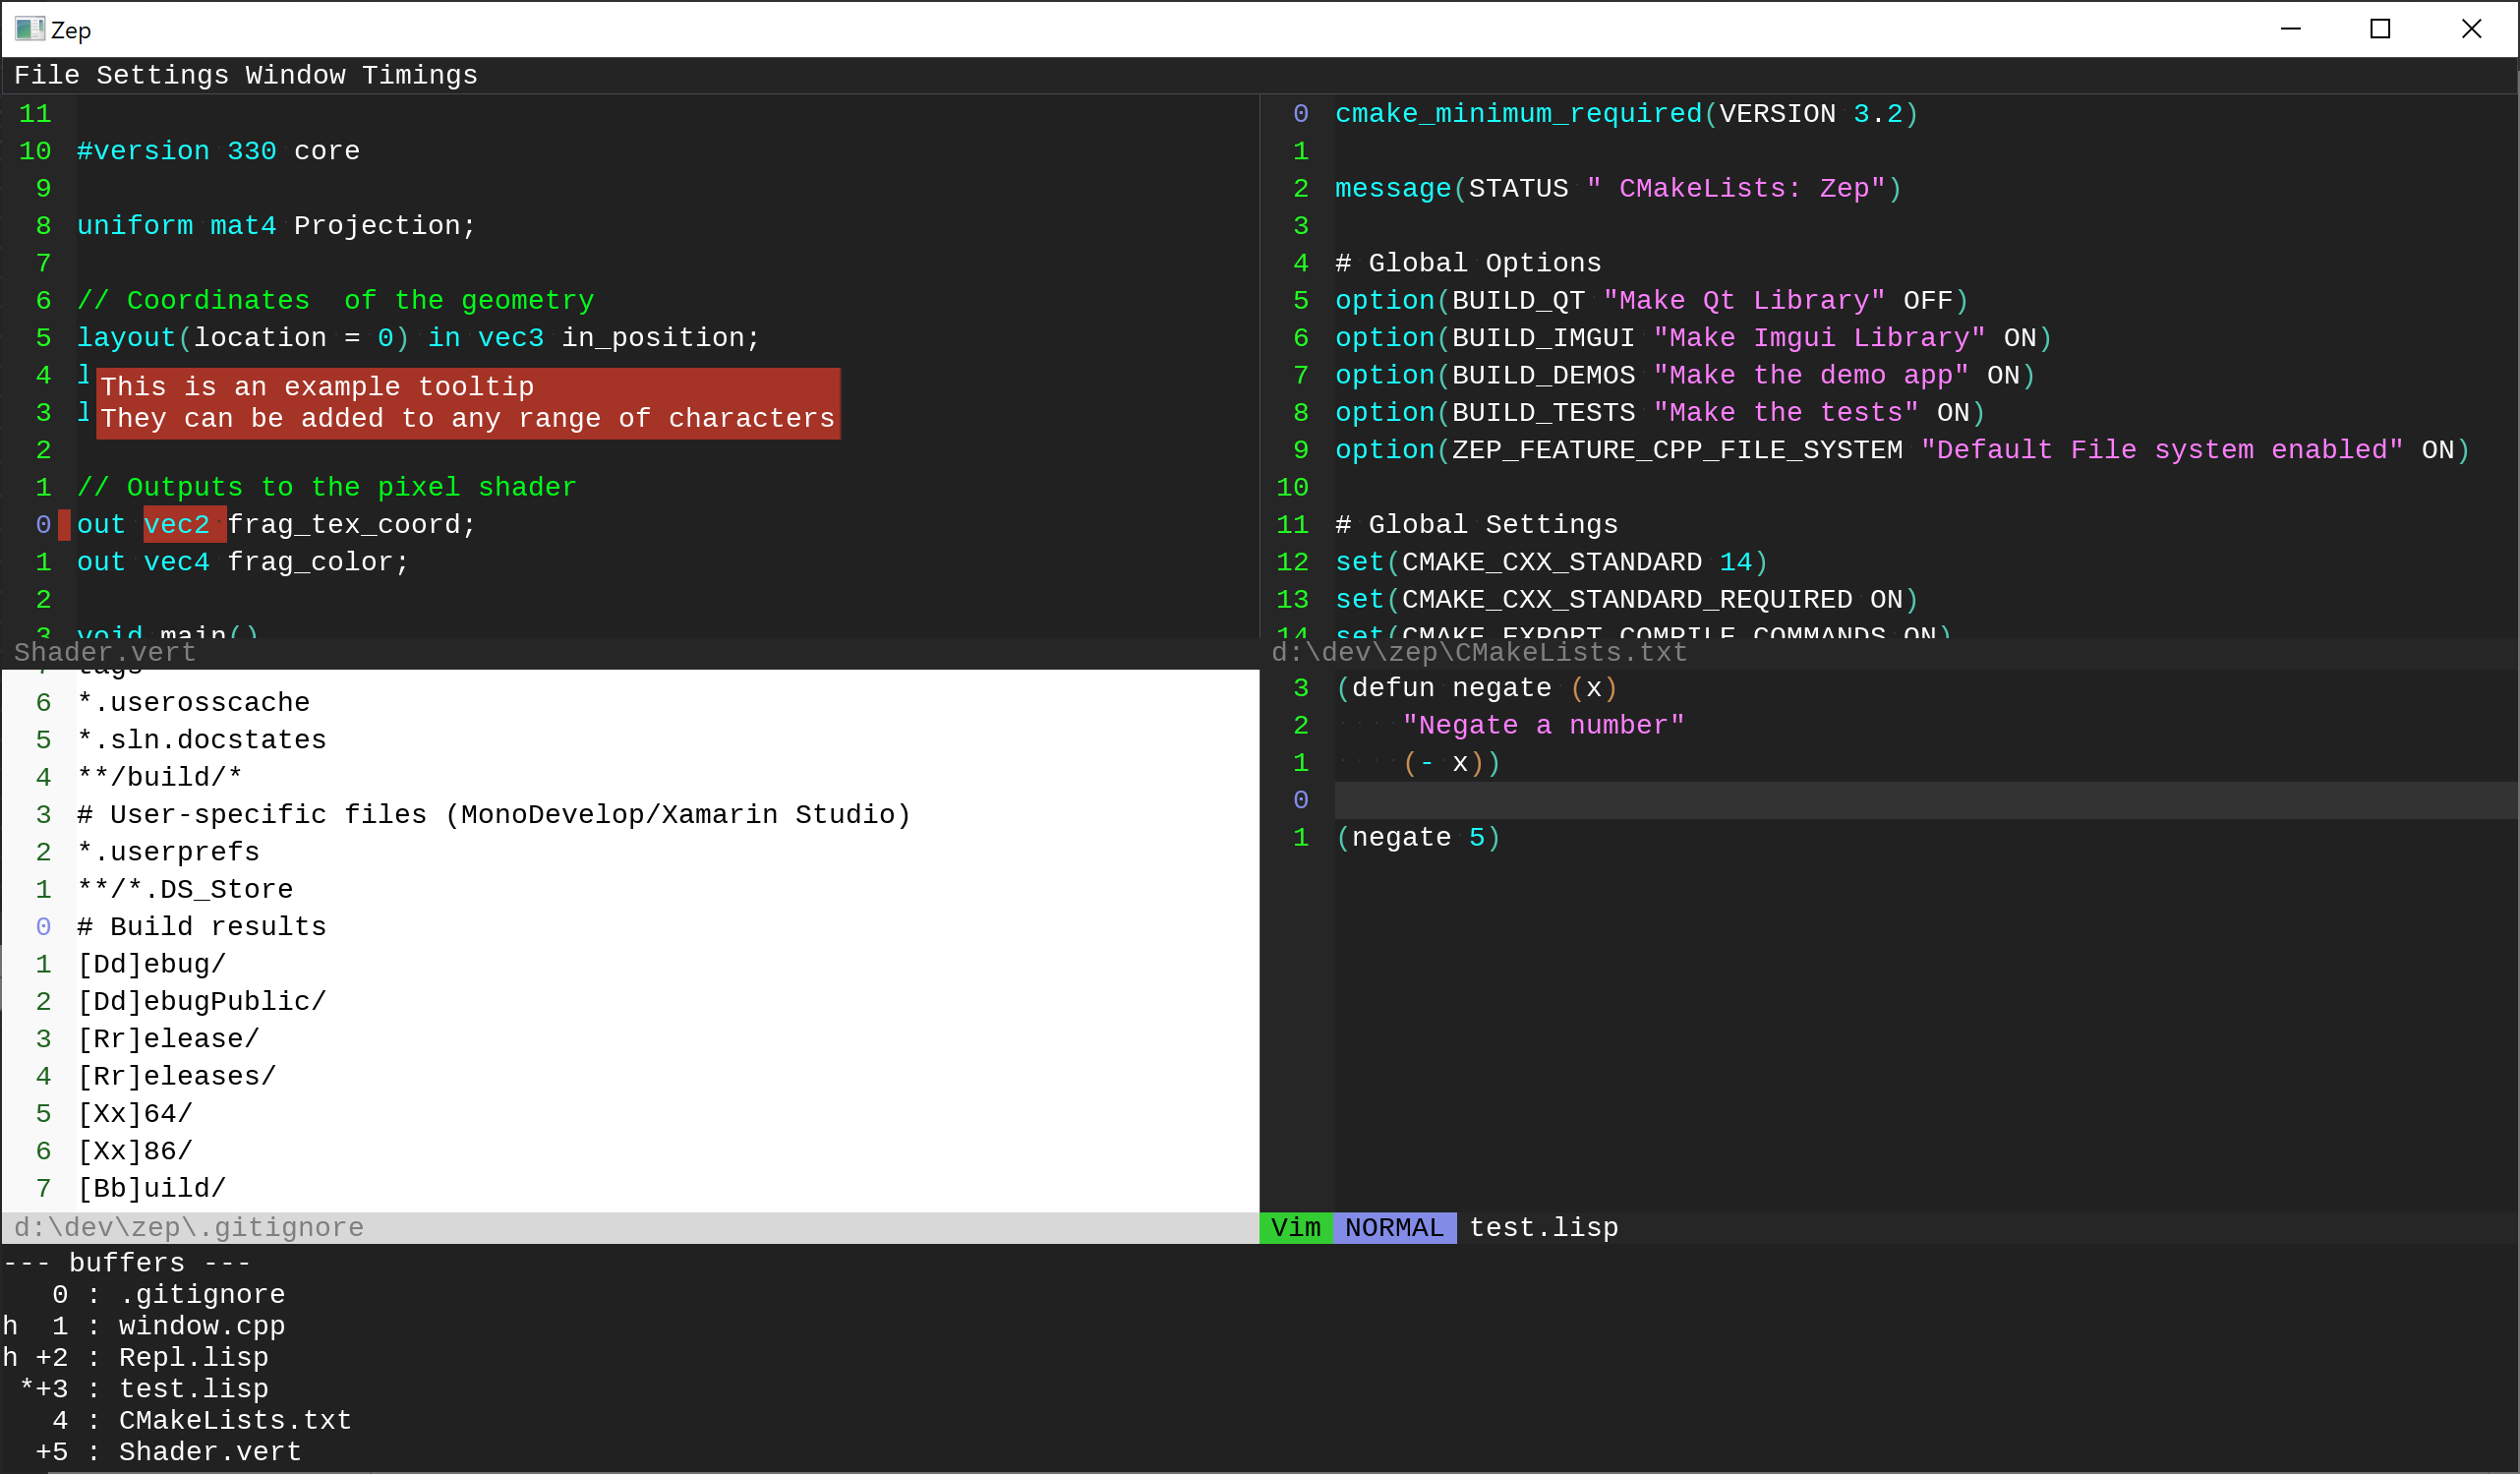 Zep
File Settings Window Timings
11
10 #version 330 core
9
8 uniform mat4 Projection;
7
6 // Coordinates  of the geometry
5 layout(location = 0) in vec3 in_position;
4 l
This is an example tooltip
3 l
They can be added to any range of characters
2
1 // Outputs to the pixel shader
0 out vec2 frag_tex_coord;
1 out vec4 frag_color;
2
3 void main()
Shader.vert
0 cmake_minimum_required(VERSION 3.2)
1
2 message(STATUS " CMakeLists: Zep")
3
4 # Global Options
5 option(BUILD_QT "Make Qt Library" OFF)
6 option(BUILD_IMGUI "Make Imgui Library" ON)
7 option(BUILD_DEMOS "Make the demo app" ON)
8 option(BUILD_TESTS "Make the tests" ON)
9 option(ZEP_FEATURE_CPP_FILE_SYSTEM "Default File system enabled" ON)
10
11 # Global Settings
12 set(CMAKE_CXX_STANDARD 14)
13 set(CMAKE_CXX_STANDARD_REQUIRED ON)
14 set(CMAKE_EXPORT_COMPILE_COMMANDS ON)
d:\dev\zep\CMakeLists.txt
7 tags
6 *.userosscache
5 *.sln.docstates
4 **/build/*
3 # User-specific files (MonoDevelop/Xamarin Studio)
2 *.userprefs
1 **/*.DS_Store
0 # Build results
1 [Dd]ebug/
2 [Dd]ebugPublic/
3 [Rr]elease/
4 [Rr]eleases/
5 [Xx]64/
6 [Xx]86/
7 [Bb]uild/
d:\dev\zep\.gitignore
3 (defun negate (x)
2     "Negate a number"
1     (- x))
0
1 (negate 5)
Vim NORMAL test.lisp
--- buffers ---
   0 : .gitignore
h  1 : window.cpp
h +2 : Repl.lisp
 *+3 : test.lisp
   4 : CMakeLists.txt
  +5 : Shader.vert